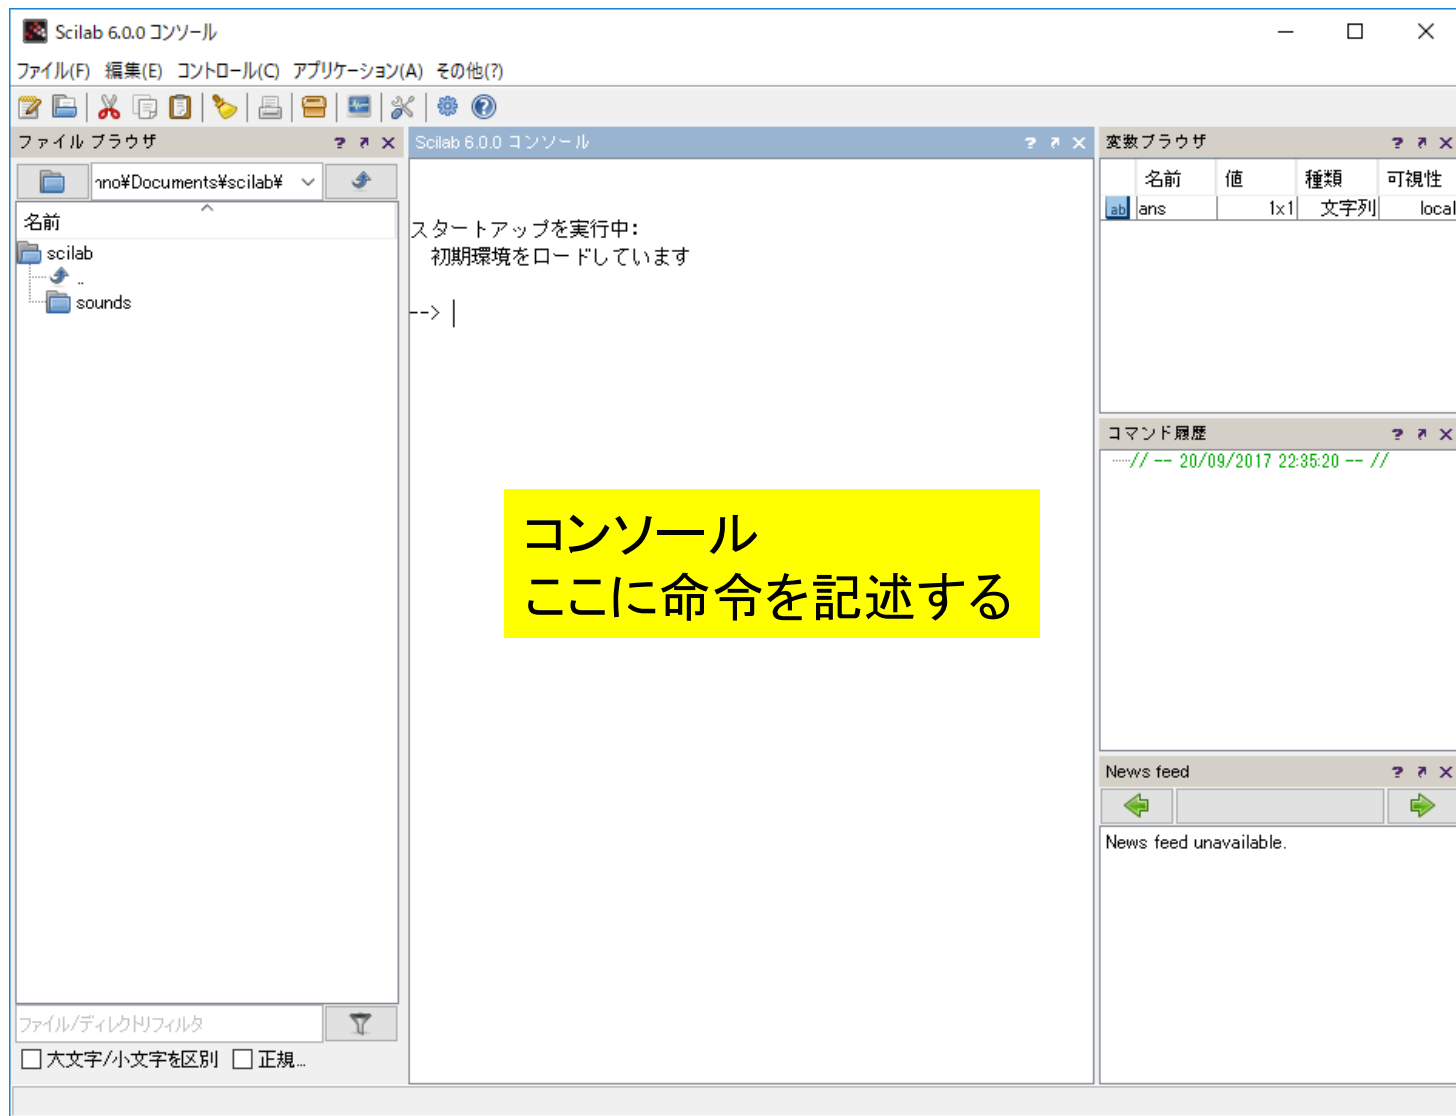 Scilab 6.0.0 コンソール
ファイル(F) 編集(E) コントロール(C) アプリケーション(A) その他(?)
ファイル ブラウザ
nno¥Documents¥scilab¥
名前
scilab
..
sounds
ファイル/ディレクトリフィルタ
大文字/小文字を区別 正規...
Scilab 6.0.0 コンソール
スタートアップを実行中:
初期環境をロードしています
-->
コンソール
ここに命令を記述する
変数ブラウザ
名前 値 種類 可視性
ab ans 1x1 文字列 local
コマンド履歴
// -- 20/09/2017 22:35:20 -- //
News feed
News feed unavailable.